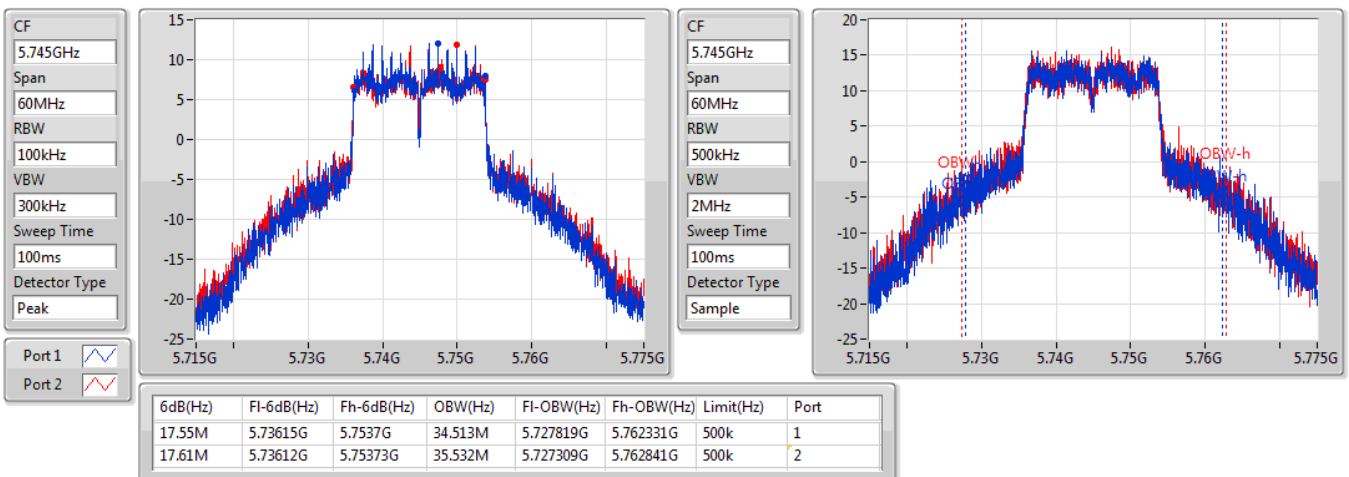 CF
5.745GHz
Span
60MHz
RBW
100kHz
VBW
300kHz
Sweep Time
100ms
Detector Type
Peak
Port 1
Port 2
15
10
5
0
-5
-10
-15
-20
-25
5.715G 5.73G 5.74G 5.75G 5.76G 5.775G
CF
5.745GHz
Span
60MHz
RBW
500kHz
VBW
2MHz
Sweep Time
100ms
Detector Type
Sample
20
15
10
5
0
-5
-10
-15
-20
-25
OBW-h
5.715G 5.73G 5.74G 5.75G 5.76G 5.775G
6dB(Hz) Fl-6dB(Hz) Fh-6dB(Hz) OBW(Hz) Fl-OBW(Hz) Fh-OBW(Hz) Limit(Hz) Port
17.55M 5.73615G 5.7537G 34.513M 5.727819G 5.762331G 500k 1
17.61M 5.73612G 5.75373G 35.532M 5.727309G 5.762841G 500k 2